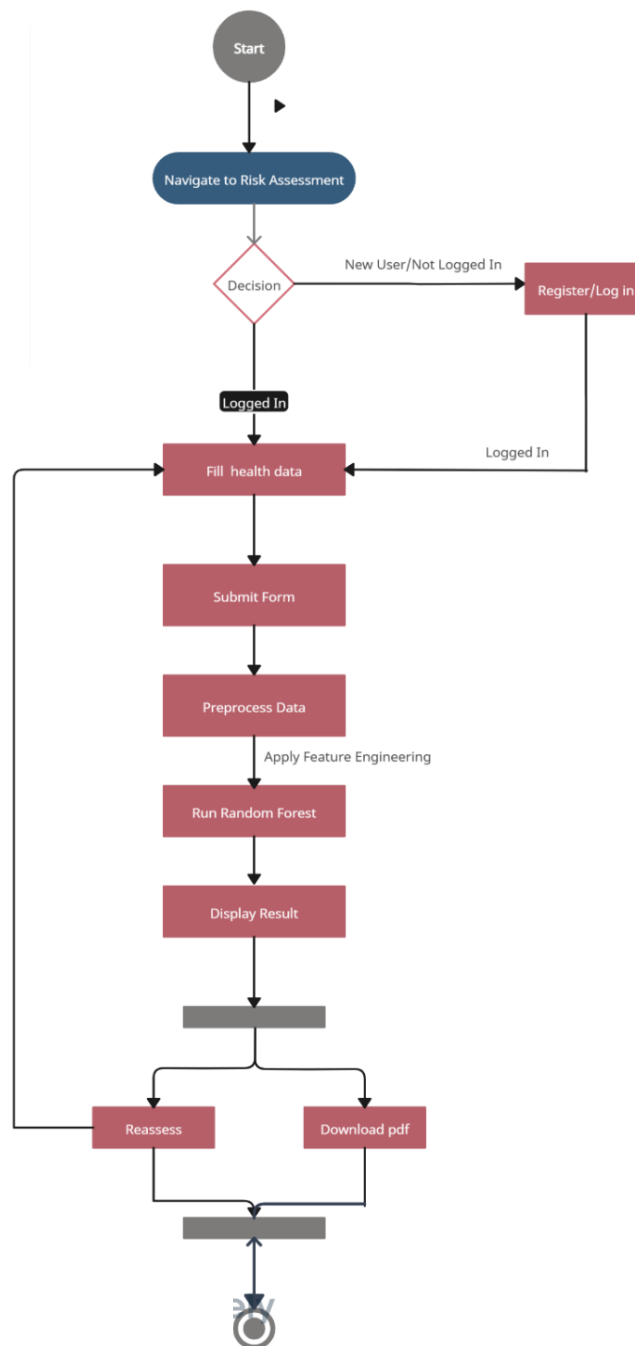 Start
Navigate to Risk Assessment
Decision
New User/Not Logged In
Register/Log in
Logged In
Logged In
Fill health data
Submit Form
Preprocess Data
Apply Feature Engineering
Run Random Forest
Display Result
Reassess
Download pdf